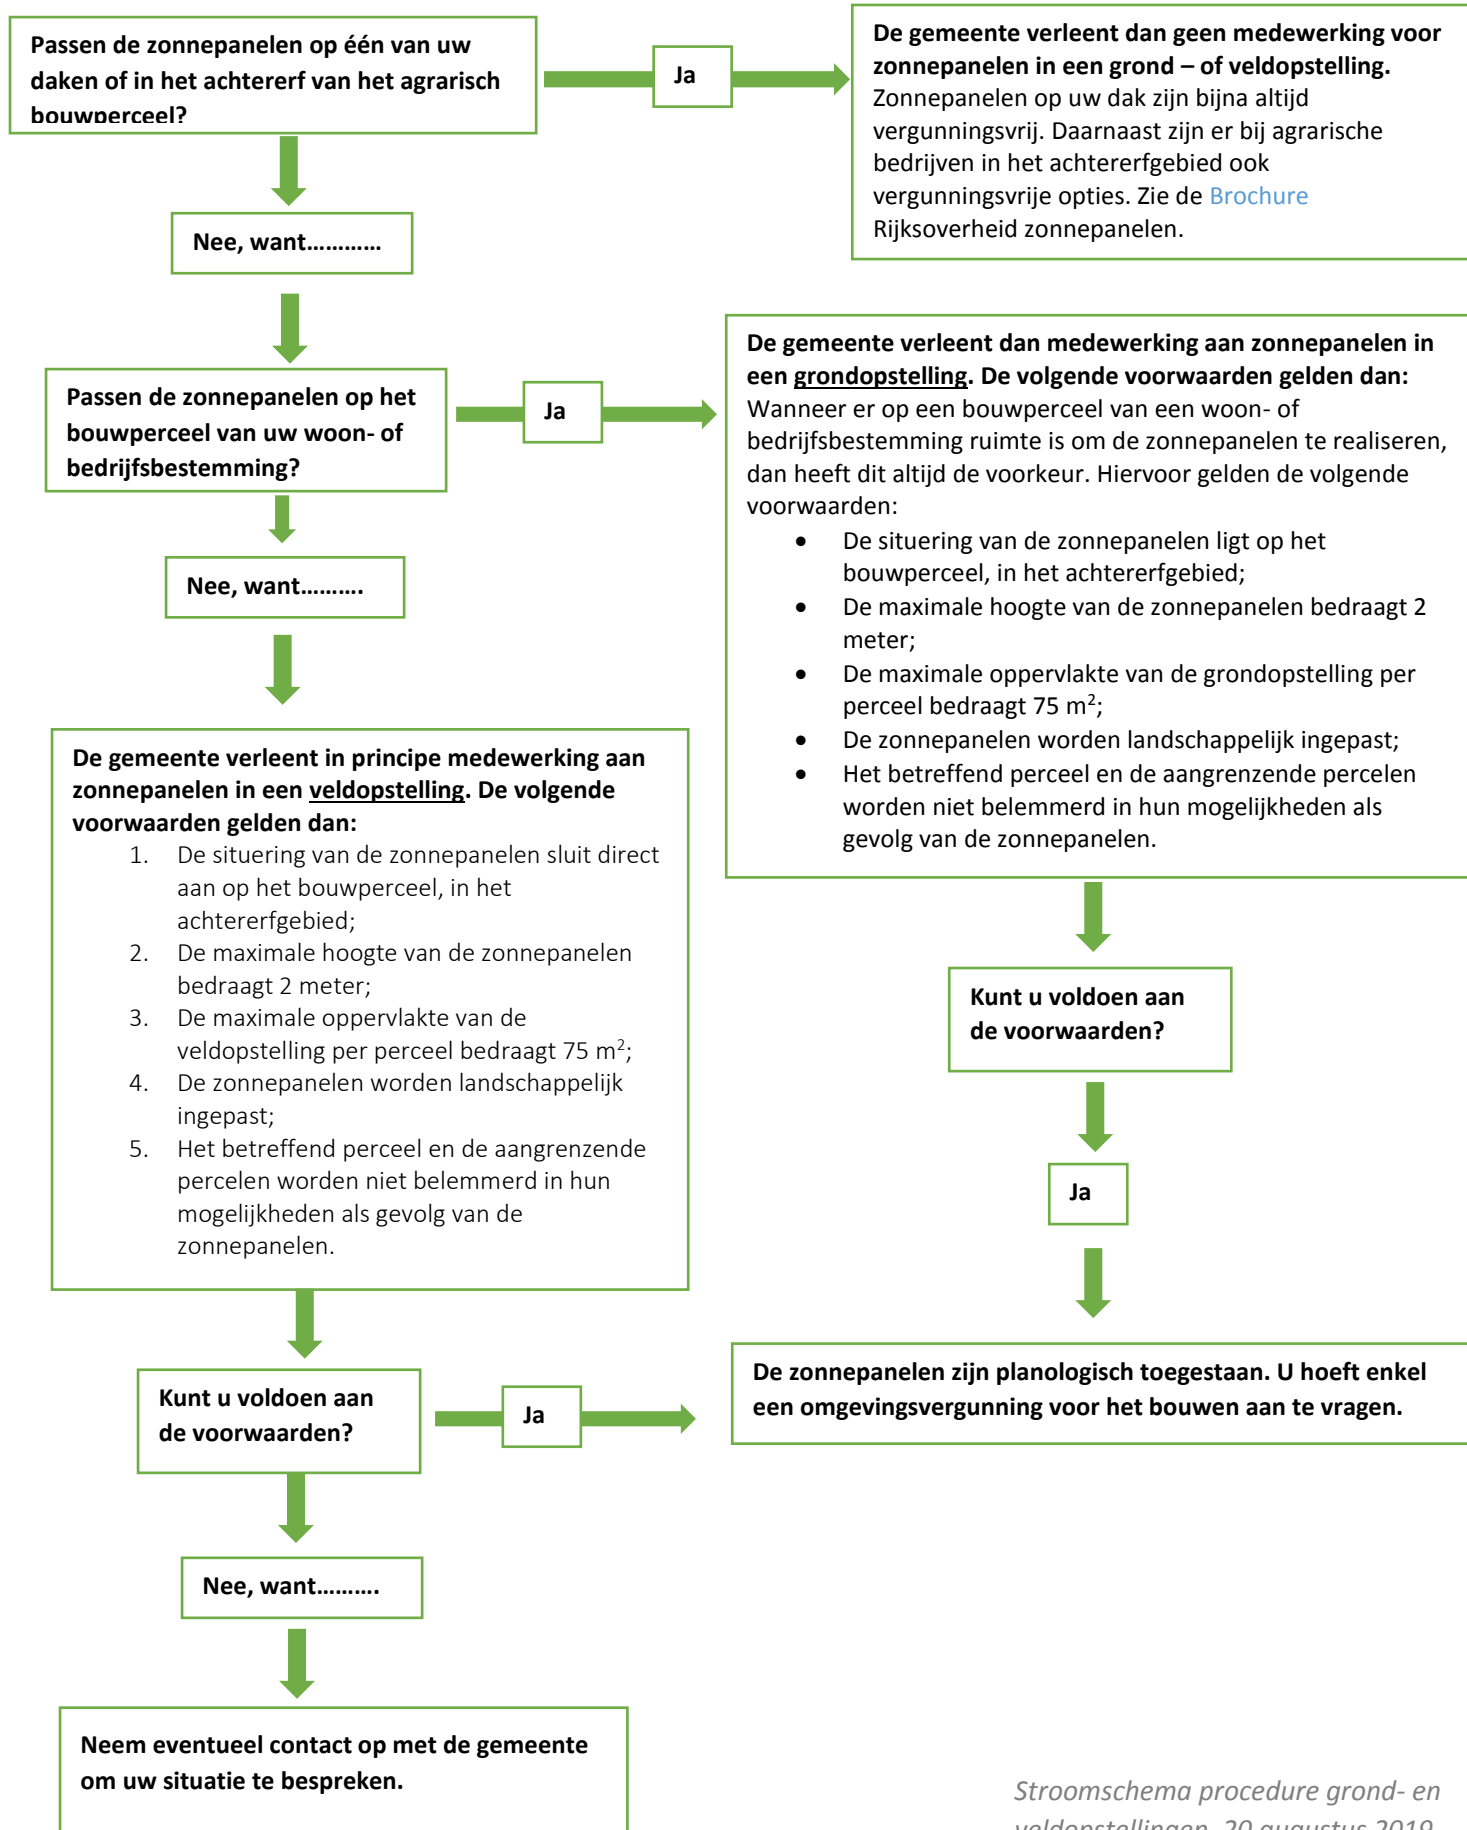 Passen de zonnepanelen op één van uw
daken of in het achtererf van het agrarisch
bouwperceel?
Ja
De gemeente verleent dan geen medewerking voor
zonnepanelen in een grond – of veldopstelling.
Zonnepanelen op uw dak zijn bijna altijd
vergunningsvrij. Daarnaast zijn er bij agrarische
bedrijven in het achtererfgebied ook
vergunningsvrije opties. Zie de Brochure
Rijksoverheid zonnepanelen.
Nee, want…………
Passen de zonnepanelen op het
bouwperceel van uw woon- of
bedrijfsbestemming?
Ja
De gemeente verleent dan medewerking aan zonnepanelen in
een grondopstelling. De volgende voorwaarden gelden dan:
Wanneer er op een bouwperceel van een woon- of
bedrijfsbestemming ruimte is om de zonnepanelen te realiseren,
dan heeft dit altijd de voorkeur. Hiervoor gelden de volgende
voorwaarden:
• De situering van de zonnepanelen ligt op het
bouwperceel, in het achtererfgebied;
• De maximale hoogte van de zonnepanelen bedraagt 2
meter;
• De maximale oppervlakte van de grondopstelling per
perceel bedraagt 75 m²;
• De zonnepanelen worden landschappelijk ingepast;
• Het betreffend perceel en de aangrenzende percelen
worden niet belemmerd in hun mogelijkheden als
gevolg van de zonnepanelen.
Nee, want……….
De gemeente verleent in principe medewerking aan
zonnepanelen in een veldopstelling. De volgende
voorwaarden gelden dan:
1. De situering van de zonnepanelen sluit direct
aan op het bouwperceel, in het
achtererfgebied;
2. De maximale hoogte van de zonnepanelen
bedraagt 2 meter;
3. De maximale oppervlakte van de
veldopstelling per perceel bedraagt 75 m²;
4. De zonnepanelen worden landschappelijk
ingepast;
5. Het betreffend perceel en de aangrenzende
percelen worden niet belemmerd in hun
mogelijkheden als gevolg van de
zonnepanelen.
Kunt u voldoen aan
de voorwaarden?
Ja
De zonnepanelen zijn planologisch toegestaan. U hoeft enkel
een omgevingsvergunning voor het bouwen aan te vragen.
Kunt u voldoen aan
de voorwaarden?
Ja
Nee, want……….
Neem eventueel contact op met de gemeente
om uw situatie te bespreken.
Stroomschema procedure grond- en
veldopstellingen, 20 augustus 2019